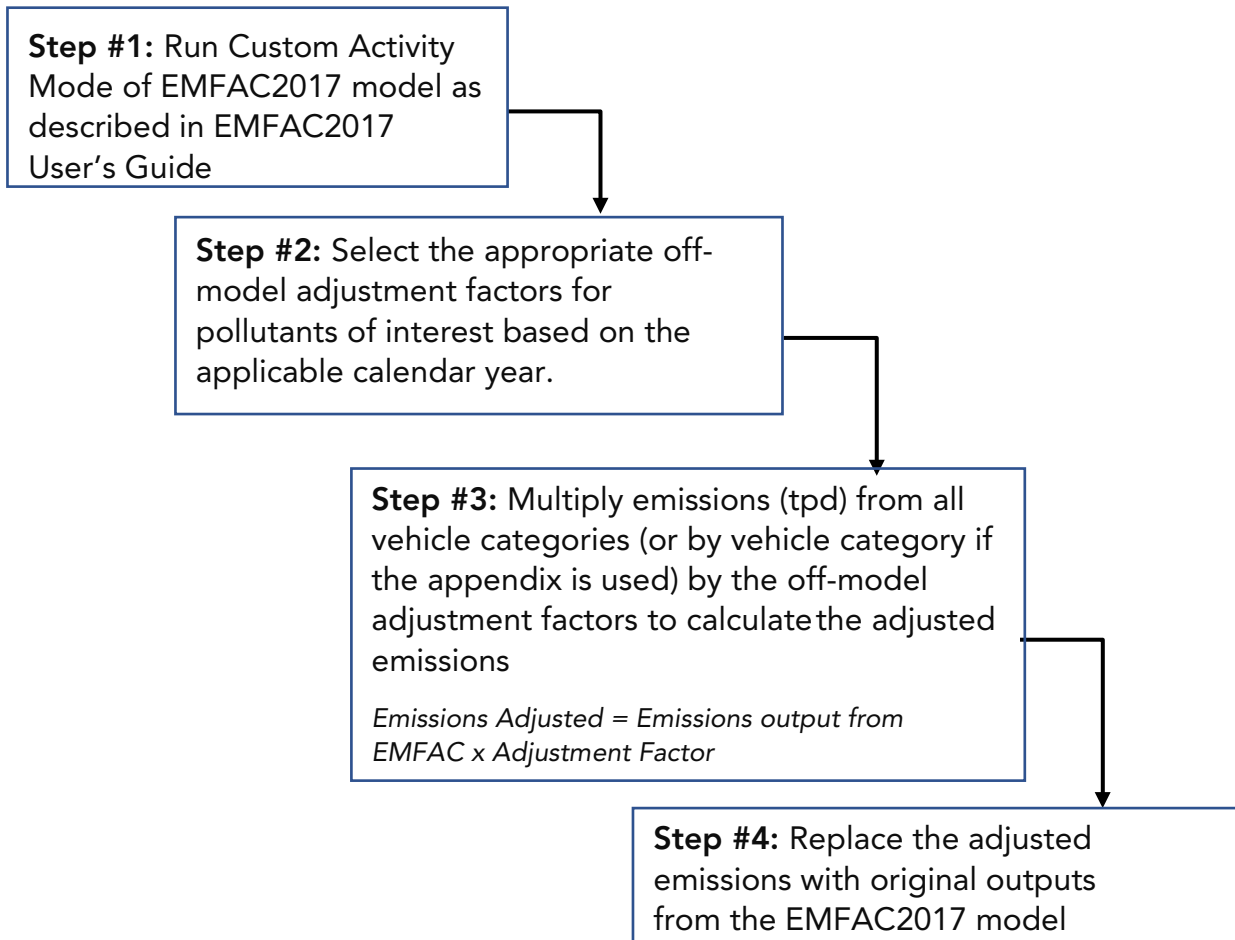 Step #1: Run Custom Activity
Mode of EMFAC2017 model as
described in EMFAC2017
User’s Guide
Step #2: Select the appropriate off-
model adjustment factors for
pollutants of interest based on the
applicable calendar year.
Step #3: Multiply emissions (tpd) from all
vehicle categories (or by vehicle category if
the appendix is used) by the off-model
adjustment factors to calculate the adjusted
emissions
Emissions Adjusted = Emissions output from
EMFAC x Adjustment Factor
Step #4: Replace the adjusted
emissions with original outputs
from the EMFAC2017 model